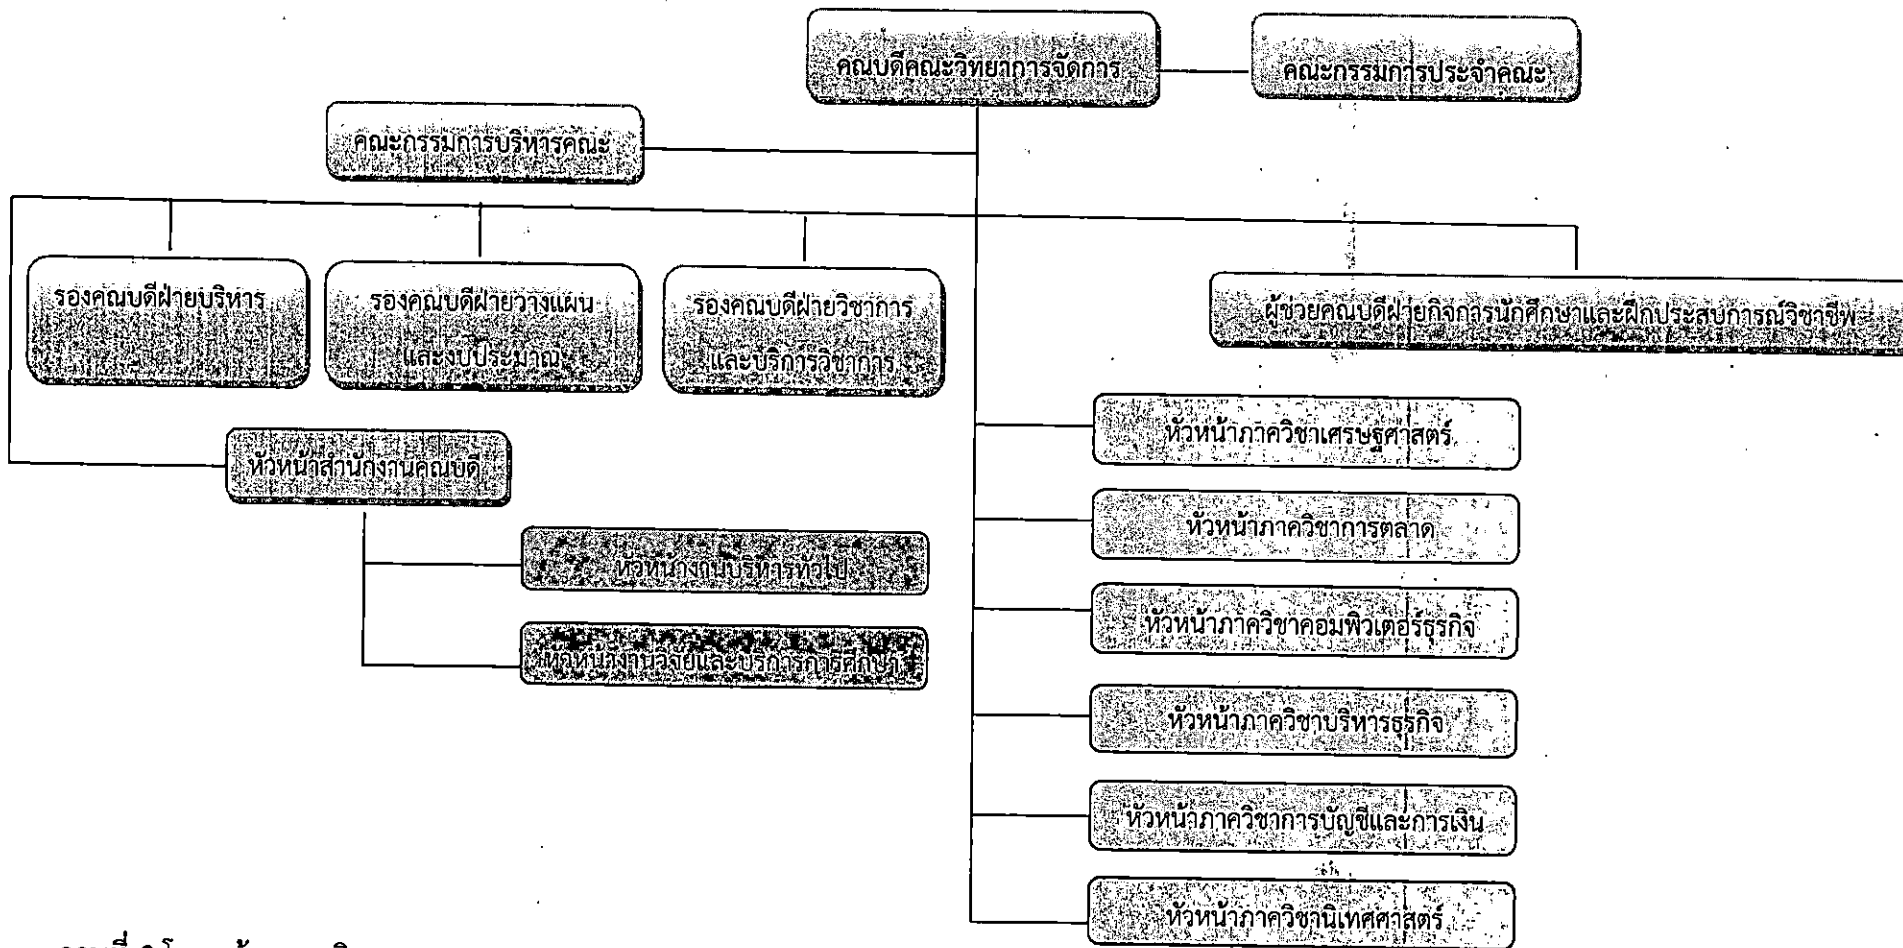 คณบดีคณะวิทยาการจัดการ
คณะกรรมการประจำคณะ
คณะกรรมการบริหารคณะ
รองคณบดีฝ่ายบริหาร
รองคณบดีฝ่ายวางแผน
และงบประมาณ
รองคณบดีฝ่ายวิชาการ
และบริการวิชาการ
ผู้ช่วยคณบดีฝ่ายกิจการนักศึกษาและฝึกประสบการณ์วิชาชีพ
หัวหน้าสำนักงานคณบดี
หัวหน้างานบริหารทั่วไป
หัวหน้างานวิจัยและบริการการศึกษา
หัวหน้าภาควิชาเศรษฐศาสตร์
หัวหน้าภาควิชาการตลาด
หัวหน้าภาควิชาคอมพิวเตอร์ธุรกิจ
หัวหน้าภาควิชาบริหารธุรกิจ
หัวหน้าภาควิชาการบัญชีและการเงิน
หัวหน้าภาควิชานิเทศศาสตร์